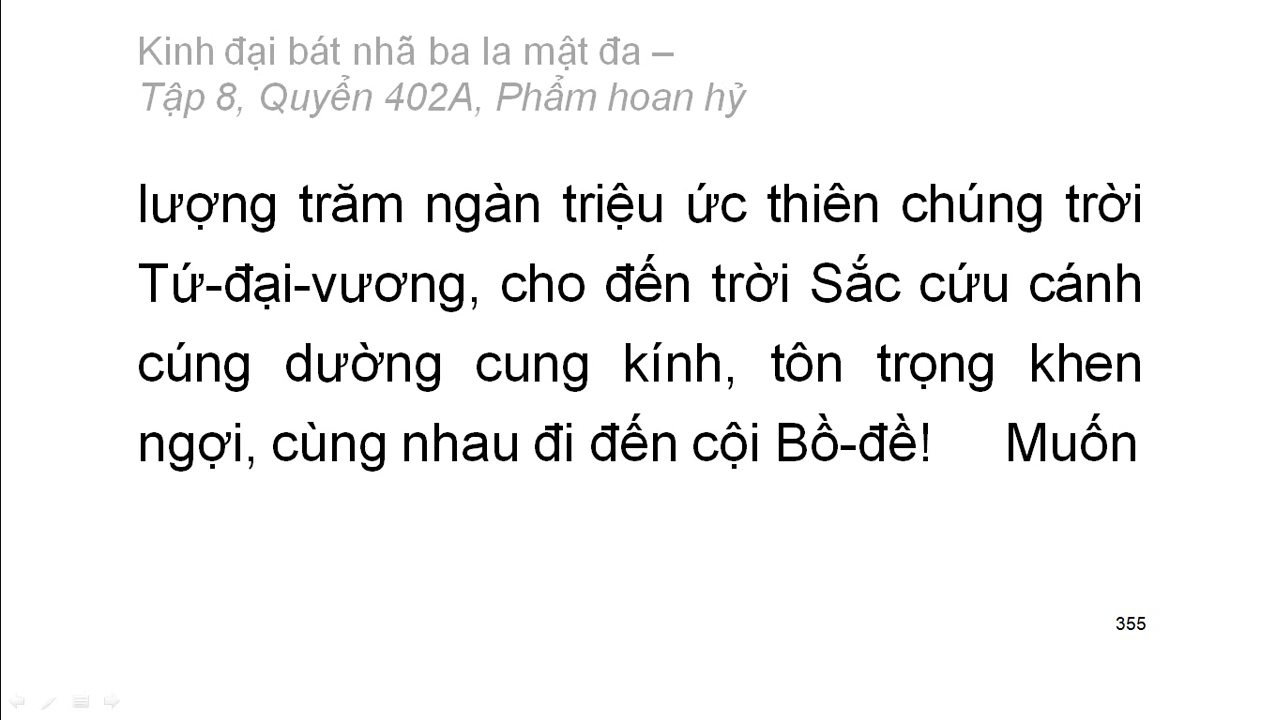 Kinh đại bát nhã ba la mật đa –
Tập 8, Quyển 402A, Phẩm hoan hỷ
lượng trăm ngàn triệu ức thiên chúng trời
Tứ-đại-vương, cho đến trời Sắc cứu cánh
cúng dường cung kính, tôn trọng khen
ngợi, cùng nhau đi đến cội Bồ-đề! Muốn
355